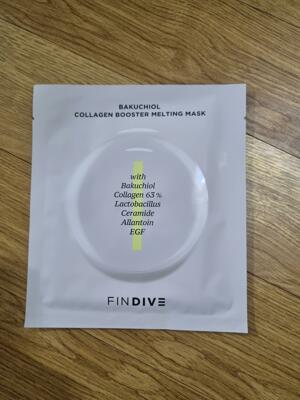 BAKUCHIOL
COLLAGEN BOOSTER MELTING MASK
with
Bakuchiol
Collagen 63 %
Lactobacillus
Ceramide
Allantoin
EGF
FINDIVE